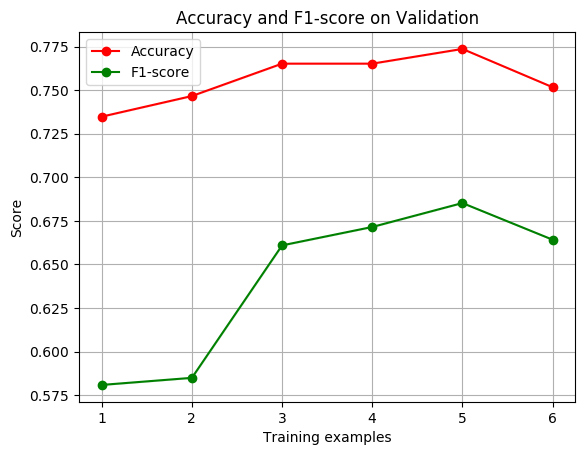 Accuracy and F1-score on Validation
Accuracy
F1-score
0.775
0.750
0.725
0.700
0.675
0.650
0.625
0.600
0.575
Score
1 2 3 4 5 6
Training examples